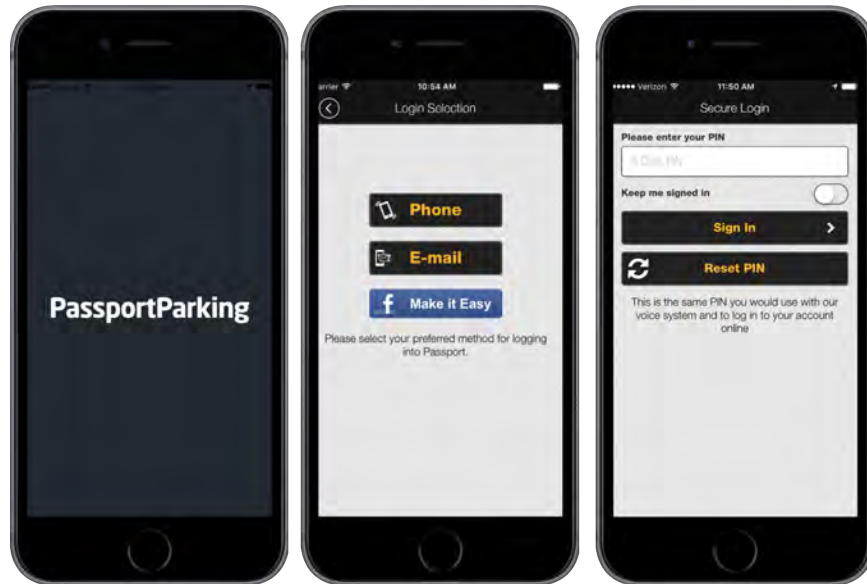 PassportParking
arrier 10:54 AM
Login Selection
Phone
E-mail
f Make it Easy
Please select your preferred method for logging
into Passport.
Verizon 11:50 AM
Secure Login
Please enter your PIN
Keep me signed in
Sign In
Reset PIN
This is the same PIN you would use with our
voice system and to log in to your account
online